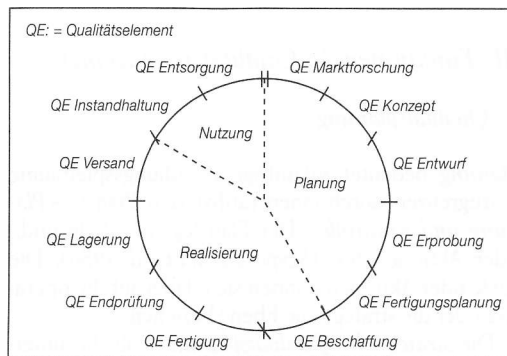 QE: = Qualitätselement
QE Entsorgung
QE Marktforschung
QE Instandhaltung
QE Konzept
Nutzung
QE Versand
QE Entwurf
Planung
QE Lagerung
Realisierung
QE Erprobung
QE Endprüfung
QE Fertigungsplanung
QE Fertigung
QE Beschaffung